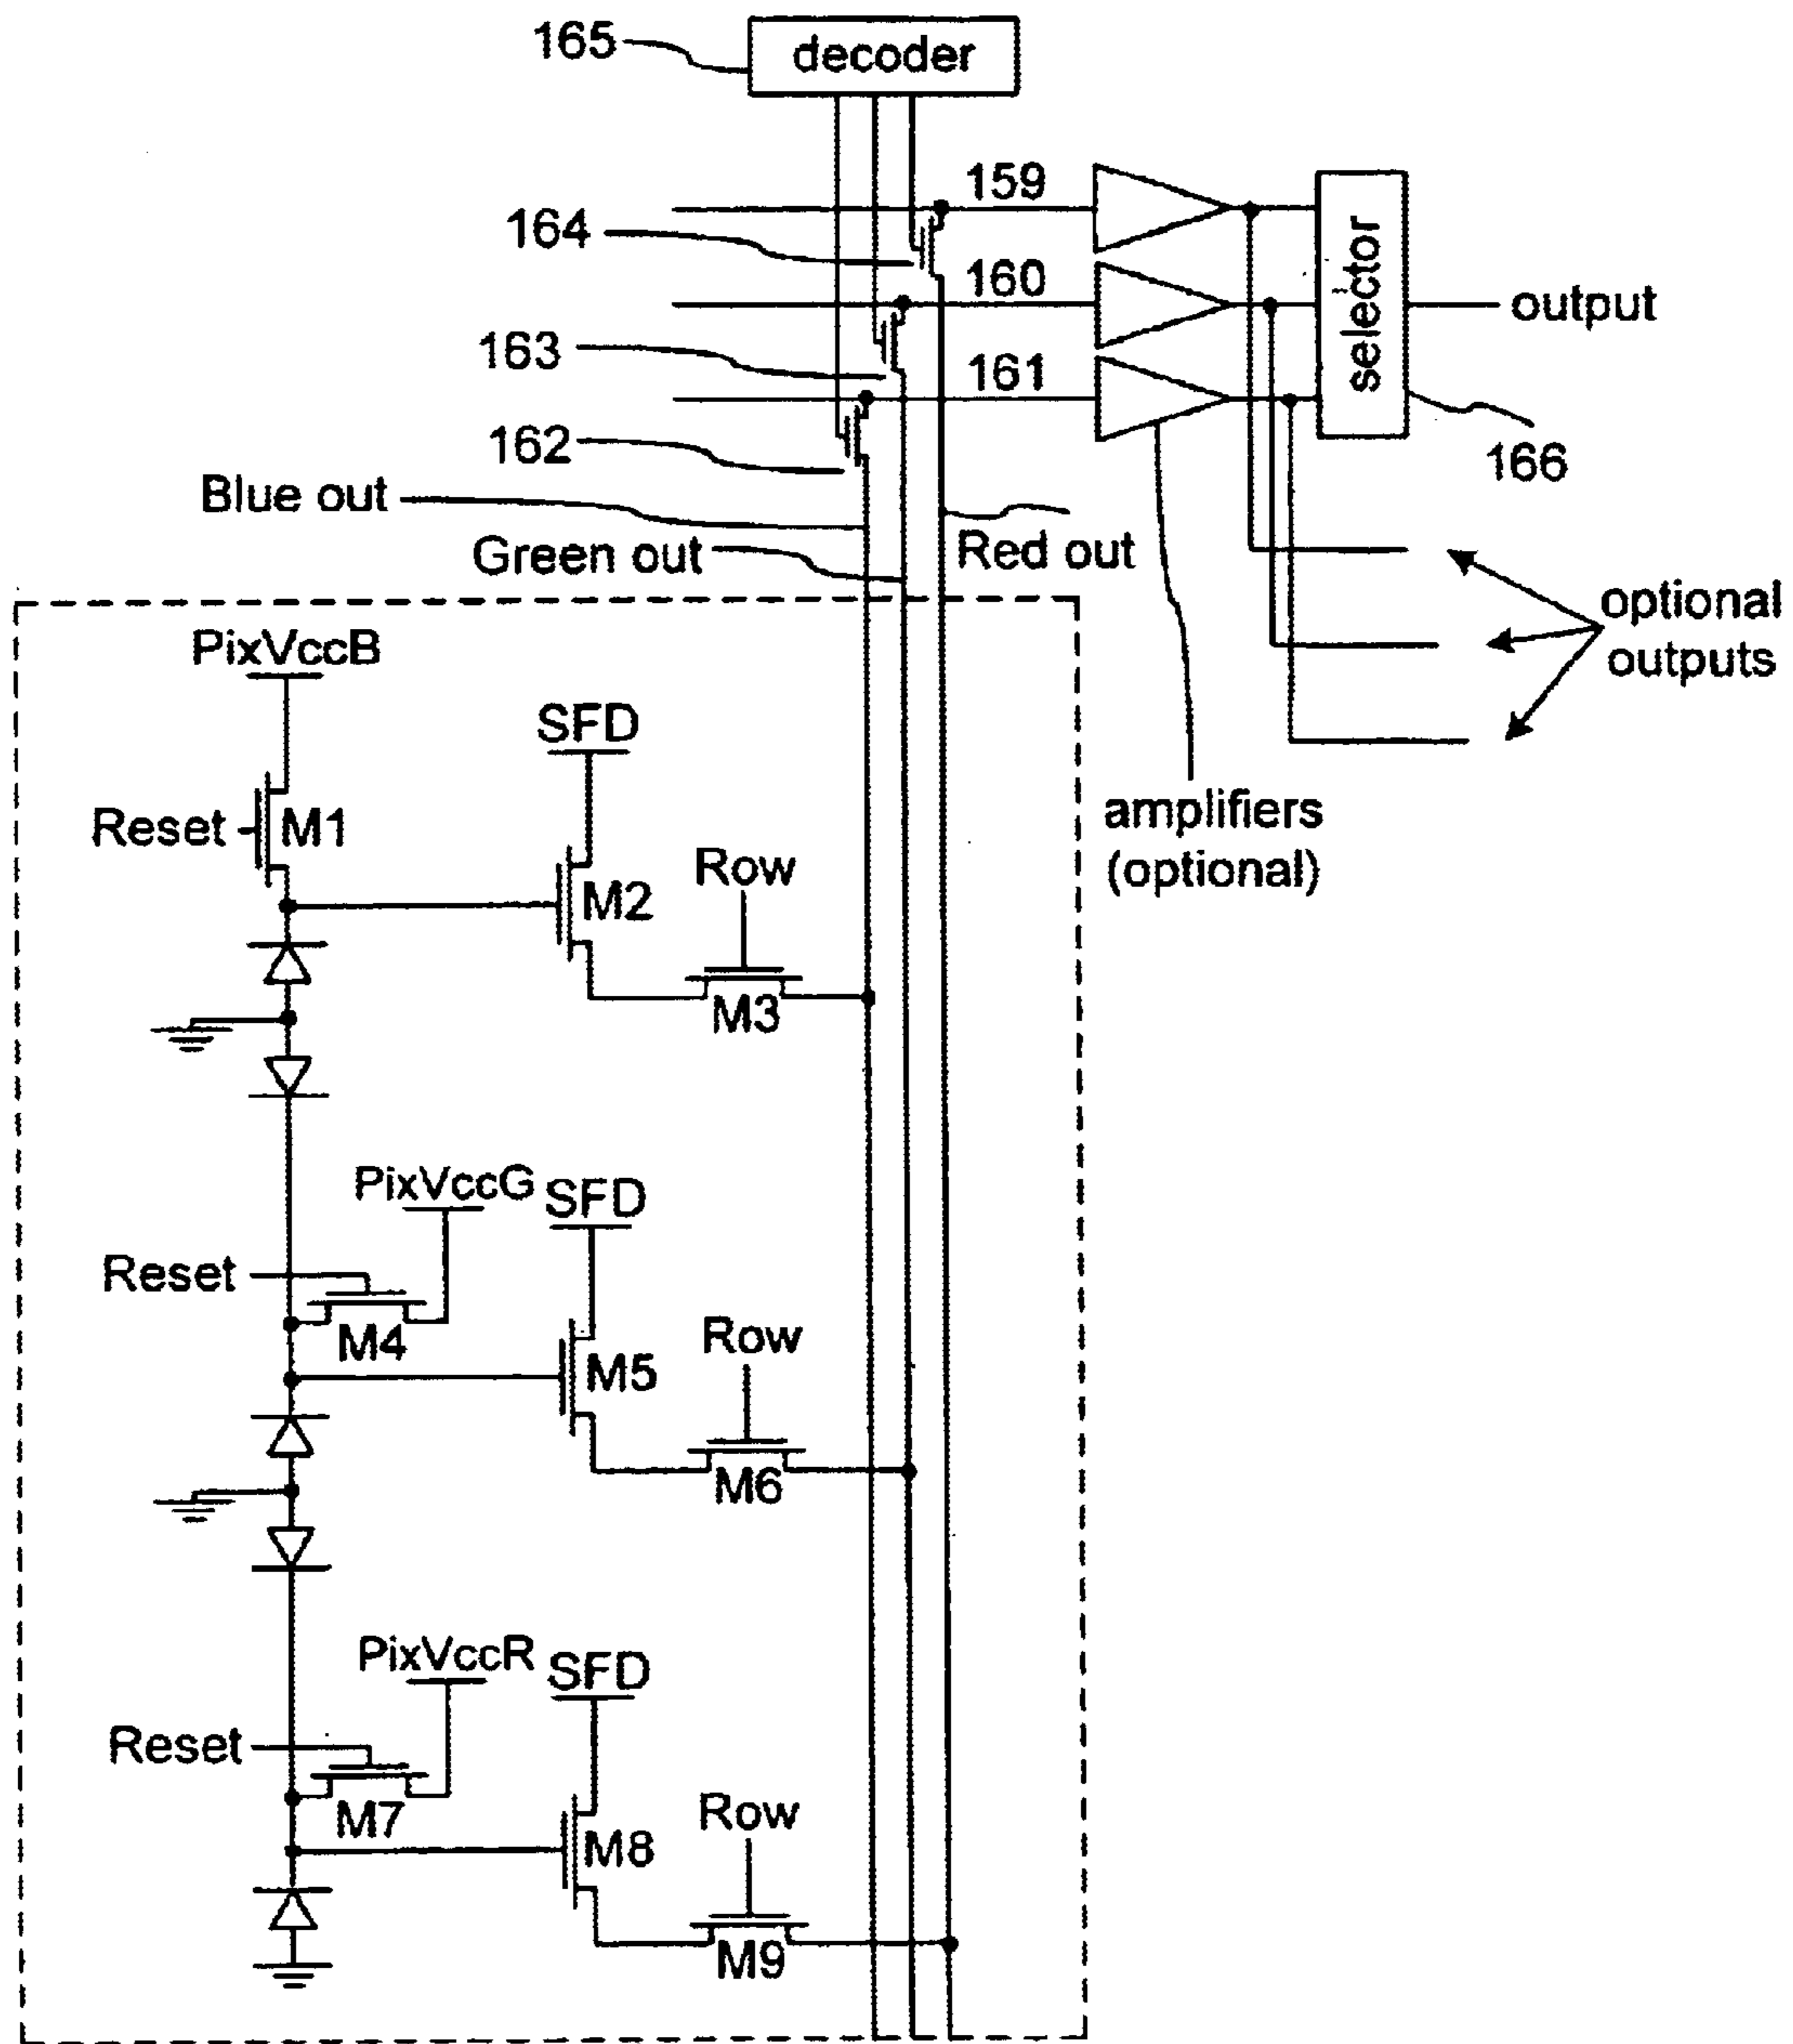 165
decoder
159
164
160
output
163
161
selector
162
166
Blue out
Green out
Red out
optional
outputs
PixVccB
SFD
amplifiers
(optional)
Reset
M1
Row
M2
M3
PixVccG
SFD
Reset
M4
Row
M5
M6
PixVccR
SFD
Reset
M7
Row
M8
M9